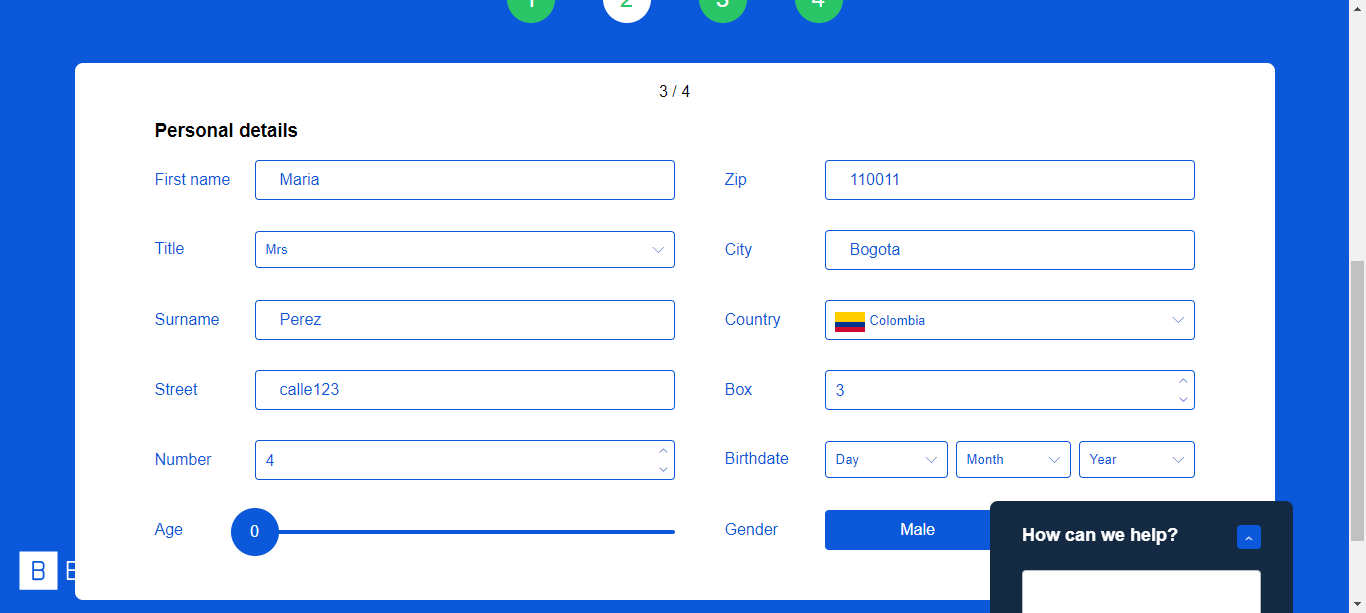 1 2 3 4
3 / 4
Personal details
First name Maria
Zip 110011
Title Mrs
City Bogota
Surname Perez
Country Colombia
Street calle123
Box 3
Number 4
Birthdate Day Month Year
Age 0
Gender Male
How can we help?
B